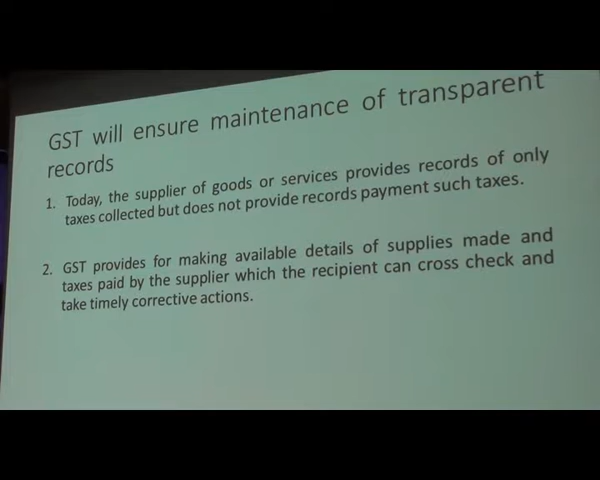 GST will ensure maintenance of transparent
records
1. Today, the supplier of goods or services provides records of only
taxes collected but does not provide records payment such taxes.
2. GST provides for making available details of supplies made and
taxes paid by the supplier which the recipient can cross check and
take timely corrective actions.